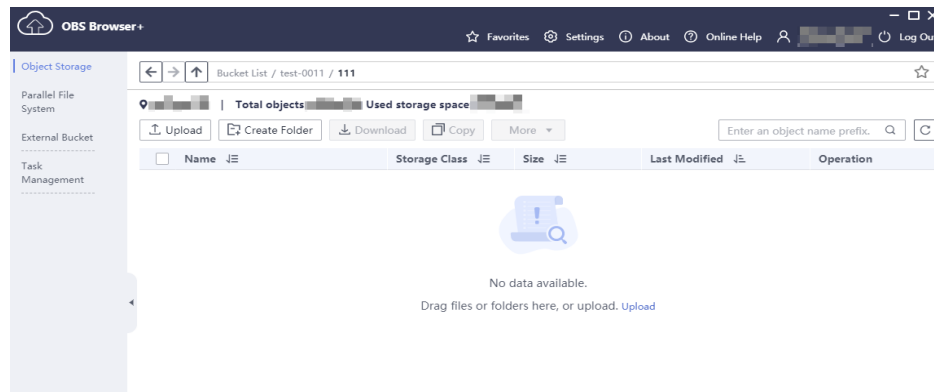 OBS Browser+
Favorites Settings About Online Help Log Ou
Object Storage
Parallel File
System
External Bucket
Task
Management
Bucket List / test-0011 / 111
| Total objects Used storage space
Upload Create Folder Download Copy More Enter an object name prefix.
Name Storage Class Size Last Modified Operation
No data available.
Drag files or folders here, or upload. Upload